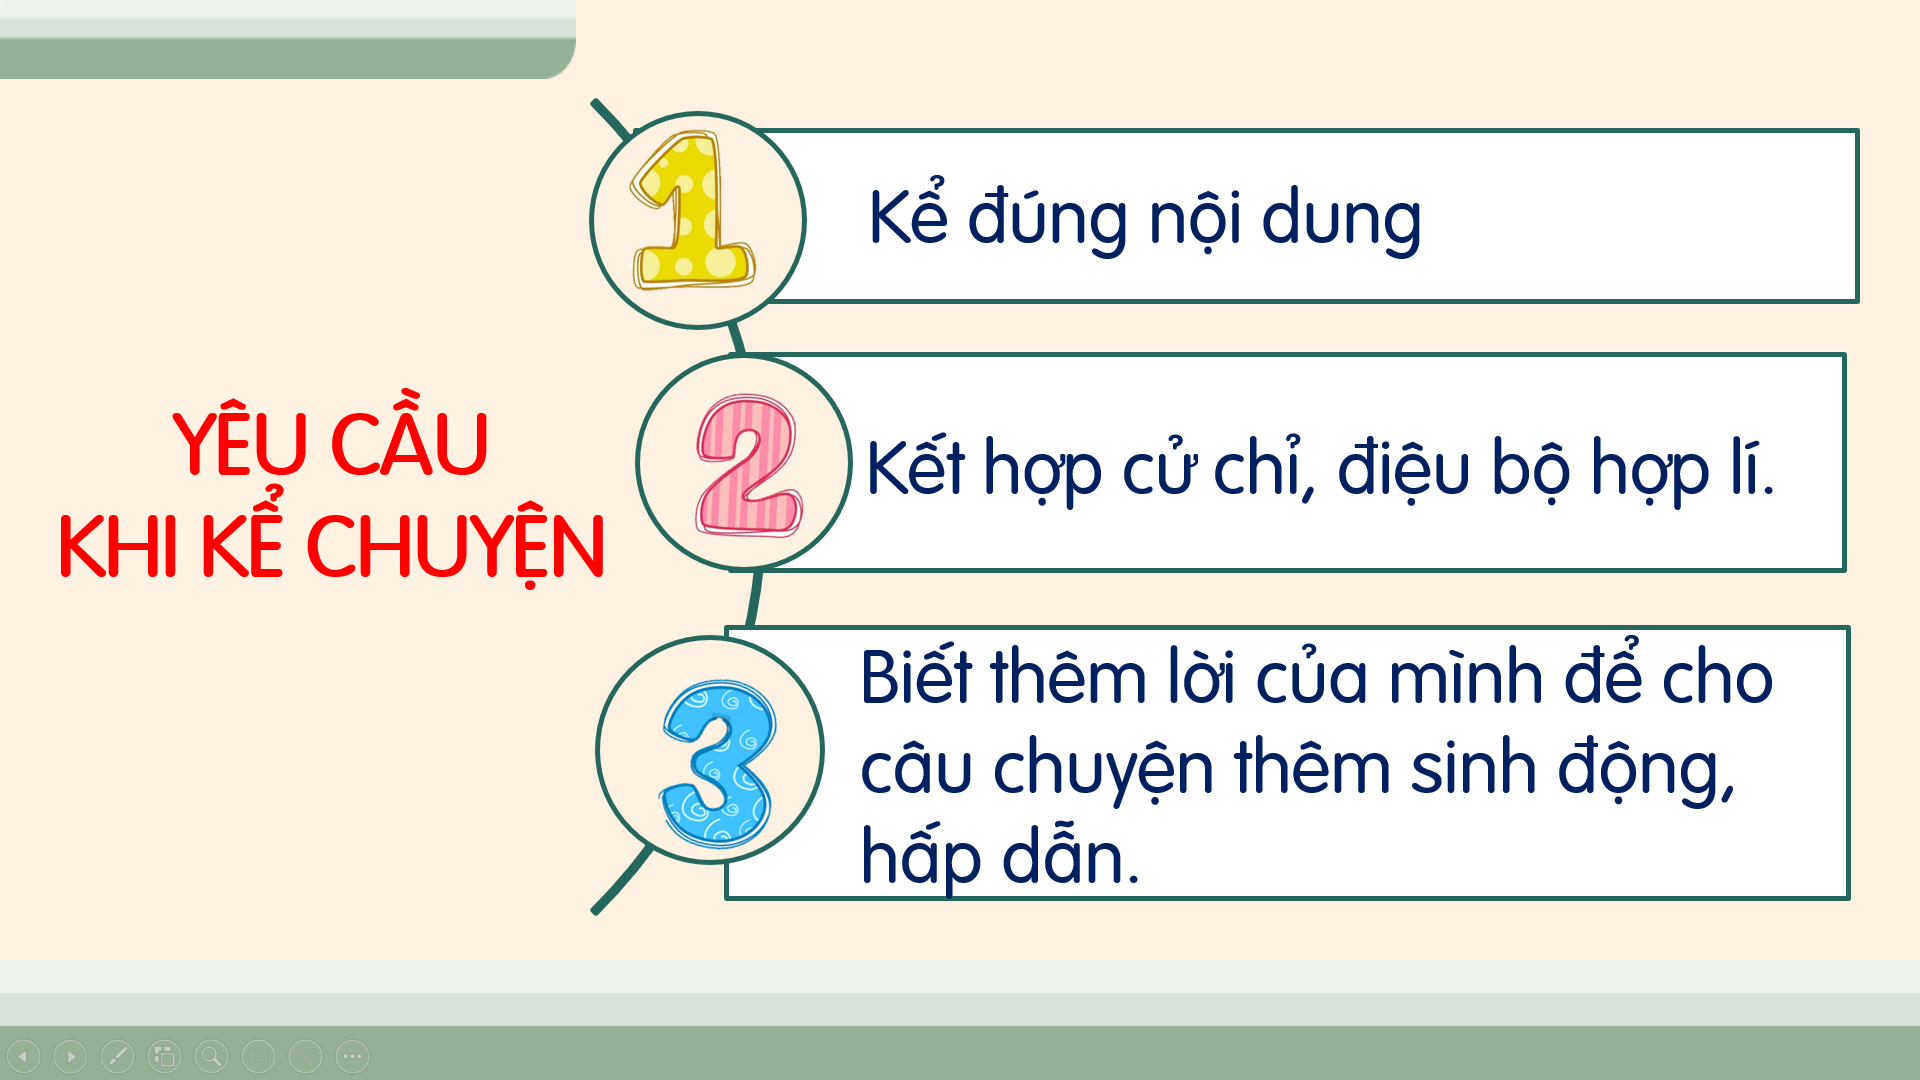 YÊU CẦU
KHI KỂ CHUYỆN
1
Kể đúng nội dung
2
Kết hợp cử chỉ, điệu bộ hợp lí.
3
Biết thêm lời của mình để cho
câu chuyện thêm sinh động,
hấp dẫn.